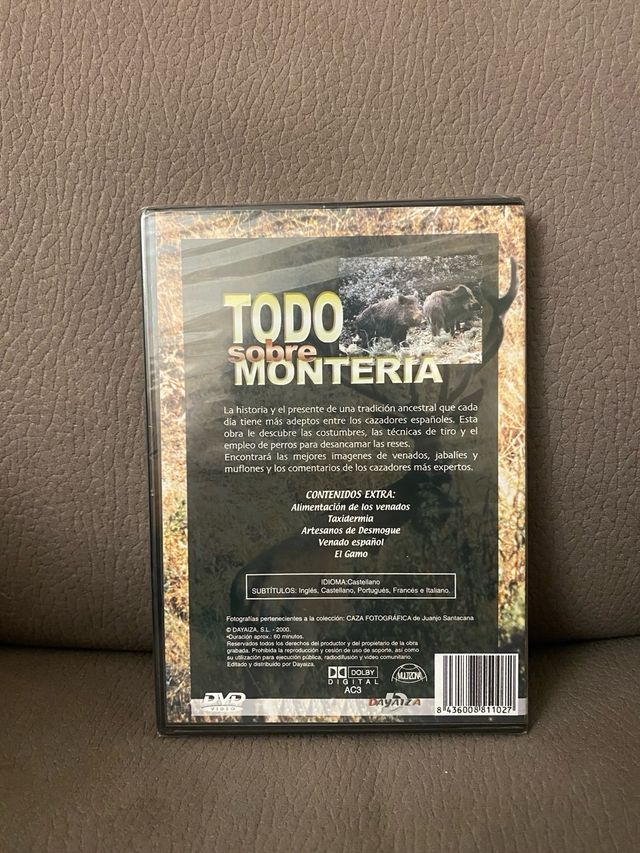 TODO
sobre
MONTERIA
La historia y el presente de una tradición ancestral que cada
día tiene más adeptos entre los cazadores españoles. Esta
obra le descubre las costumbres, las técnicas de tiro y el
empleo de perros para desancamar las reses.
Encontrará las mejores imagenes de venados, jabalíes y
muflones y los comentarios de los cazadores más expertos.
CONTENIDOS EXTRA:
Alimentación de los venados
Taxidermia
Artesanos de Desmogue
Venado español
El Gamo
IDIOMA:Castellano
SUBTÍTULOS: Inglés, Castellano, Portugués, Francés e Italiano.
Fotografías pertenecientes a la colección: CAZA FOTOGRÁFICA de Juanjo Santacana
© DAYAIZA, S.L. - 2000.
•Duración aprox.: 60 minutos.
Reservados todos los derechos del productor y del propietario de la obra
grabada. Prohibida la reproducción y cesión de uso de soporte, así como
su utilización para ejecución pública, radiodifusión y video comunitario.
Editado y distribuido por Dayaiza.
DOLBY
DIGITAL
AC3
MULTIZONA
DVD
VIDEO
DAYAIZA
8 436008 811027